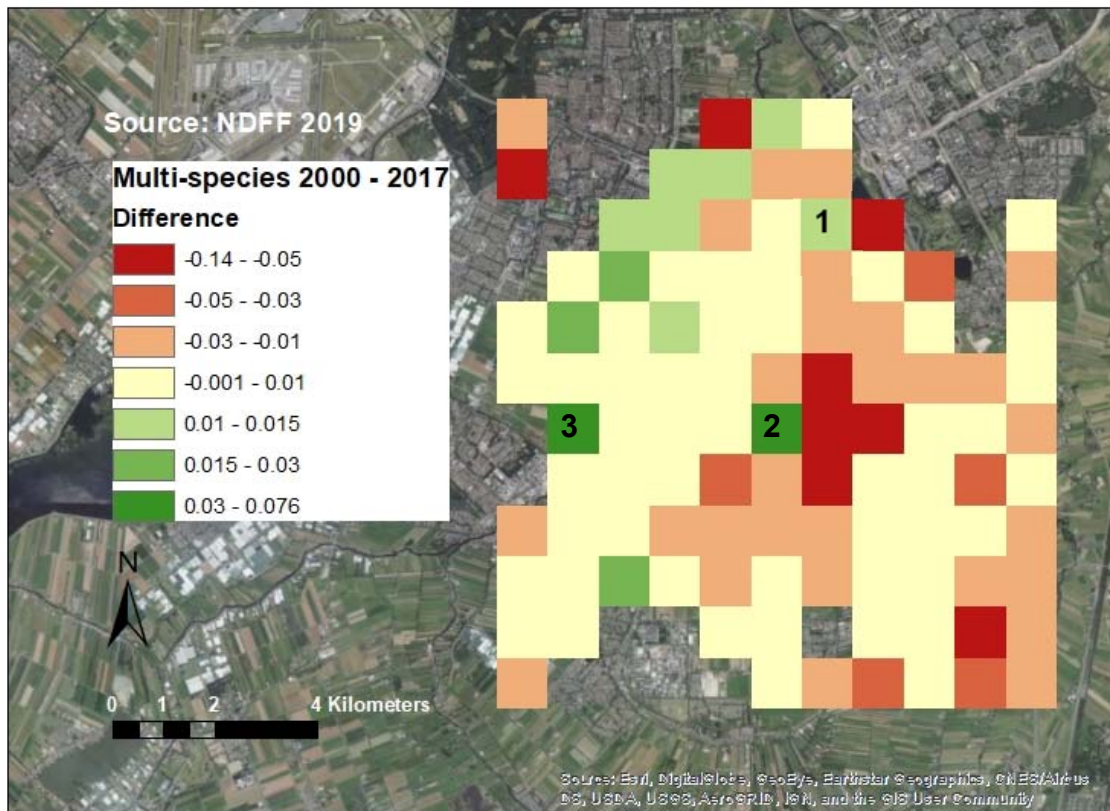 Source: NDFF 2019
Multi-species 2000 - 2017
Difference
-0.14 - -0.05
-0.05 - -0.03
-0.03 - -0.01
-0.001 - 0.01
0.01 - 0.015
0.015 - 0.03
0.03 - 0.076
1
3
2
N
0 1 2 4 Kilometers
Source: Esri, DigitalGlobe, GeoEye, Earthstar Geographics, CNES/Airbus
DS, USDA, USGS, AeroGRID, IGN, and the GIS User Community